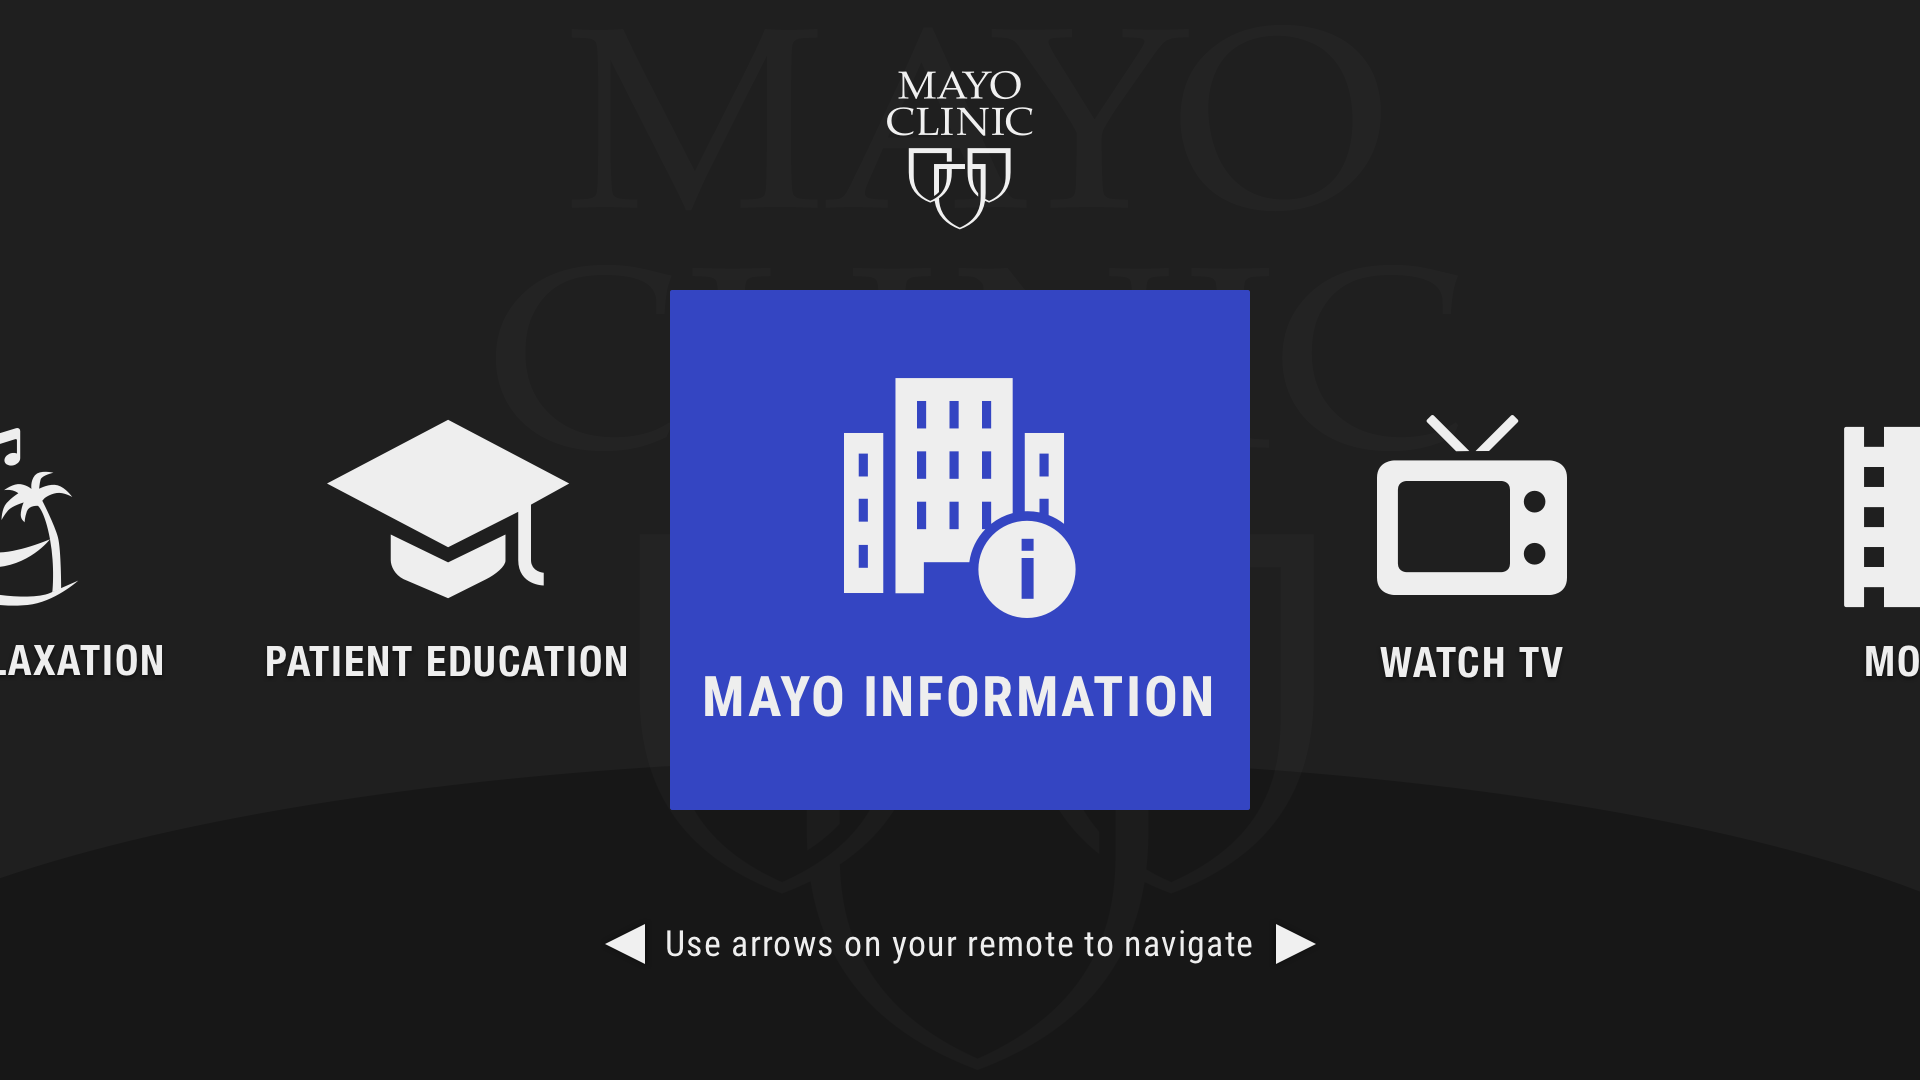 MAYO
CLINIC
LAXATION
PATIENT EDUCATION
MAYO INFORMATION
WATCH TV
MO
Use arrows on your remote to navigate